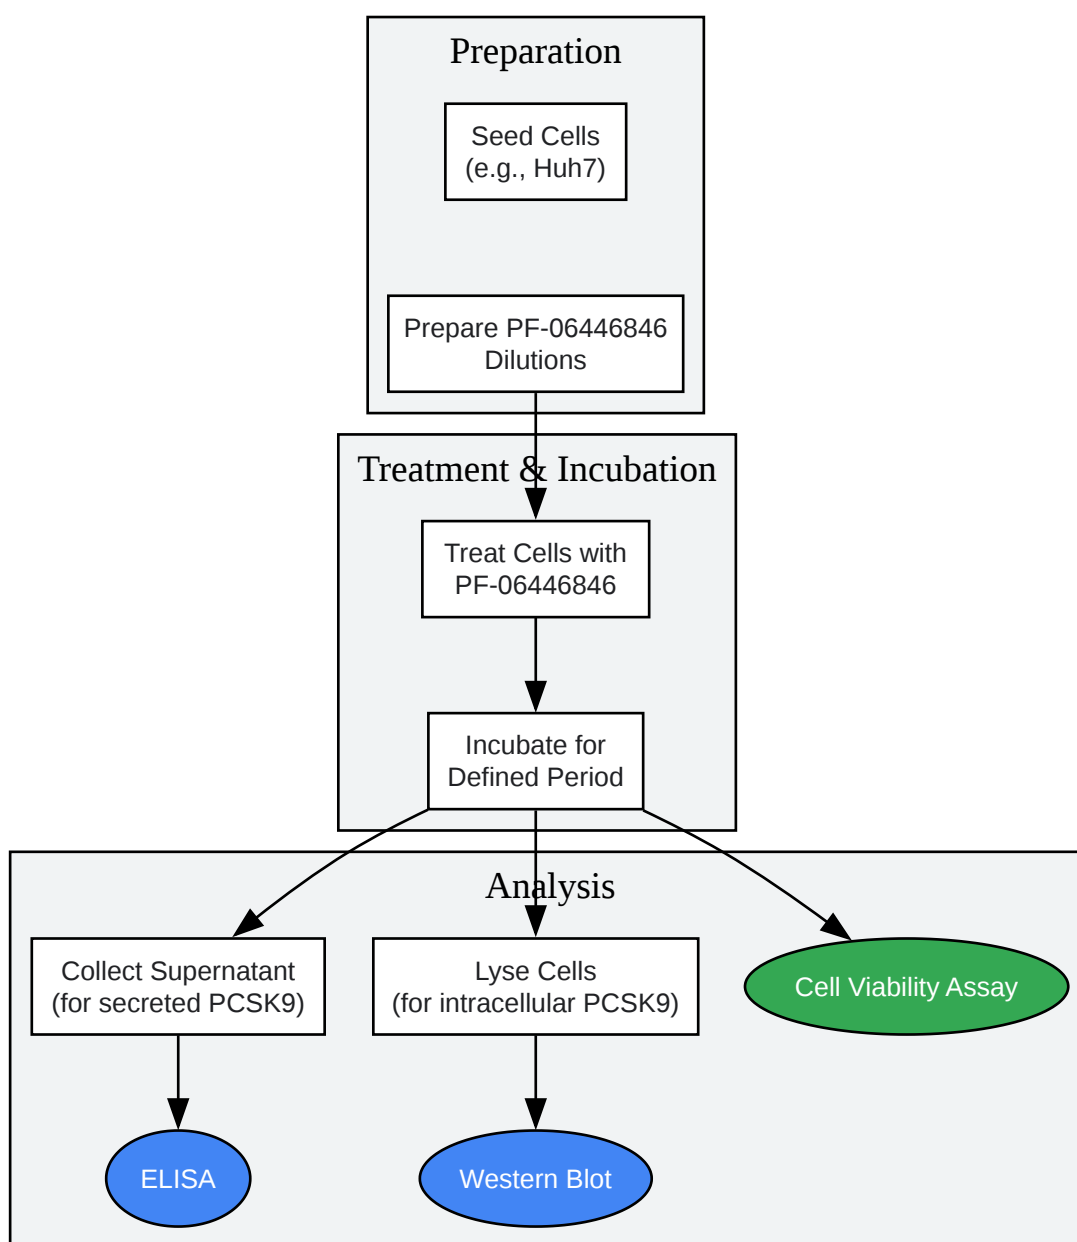 Preparation
Seed Cells
(e.g., Huh7)
Prepare PF-06446846
Dilutions
Treatment & Incubation
Treat Cells with
PF-06446846
Incubate for
Defined Period
Analysis
Collect Supernatant
(for secreted PCSK9)
Lyse Cells
(for intracellular PCSK9)
Cell Viability Assay
ELISA
Western Blot